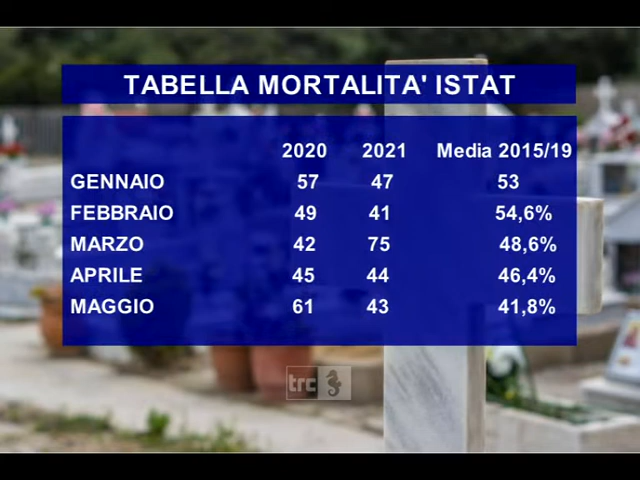 TABELLA MORTALITA' ISTAT
2020 2021 Media 2015/19
GENNAIO 57 47 53
FEBBRAIO 49 41 54,6%
MARZO 42 75 48,6%
APRILE 45 44 46,4%
MAGGIO 61 43 41,8%
trc